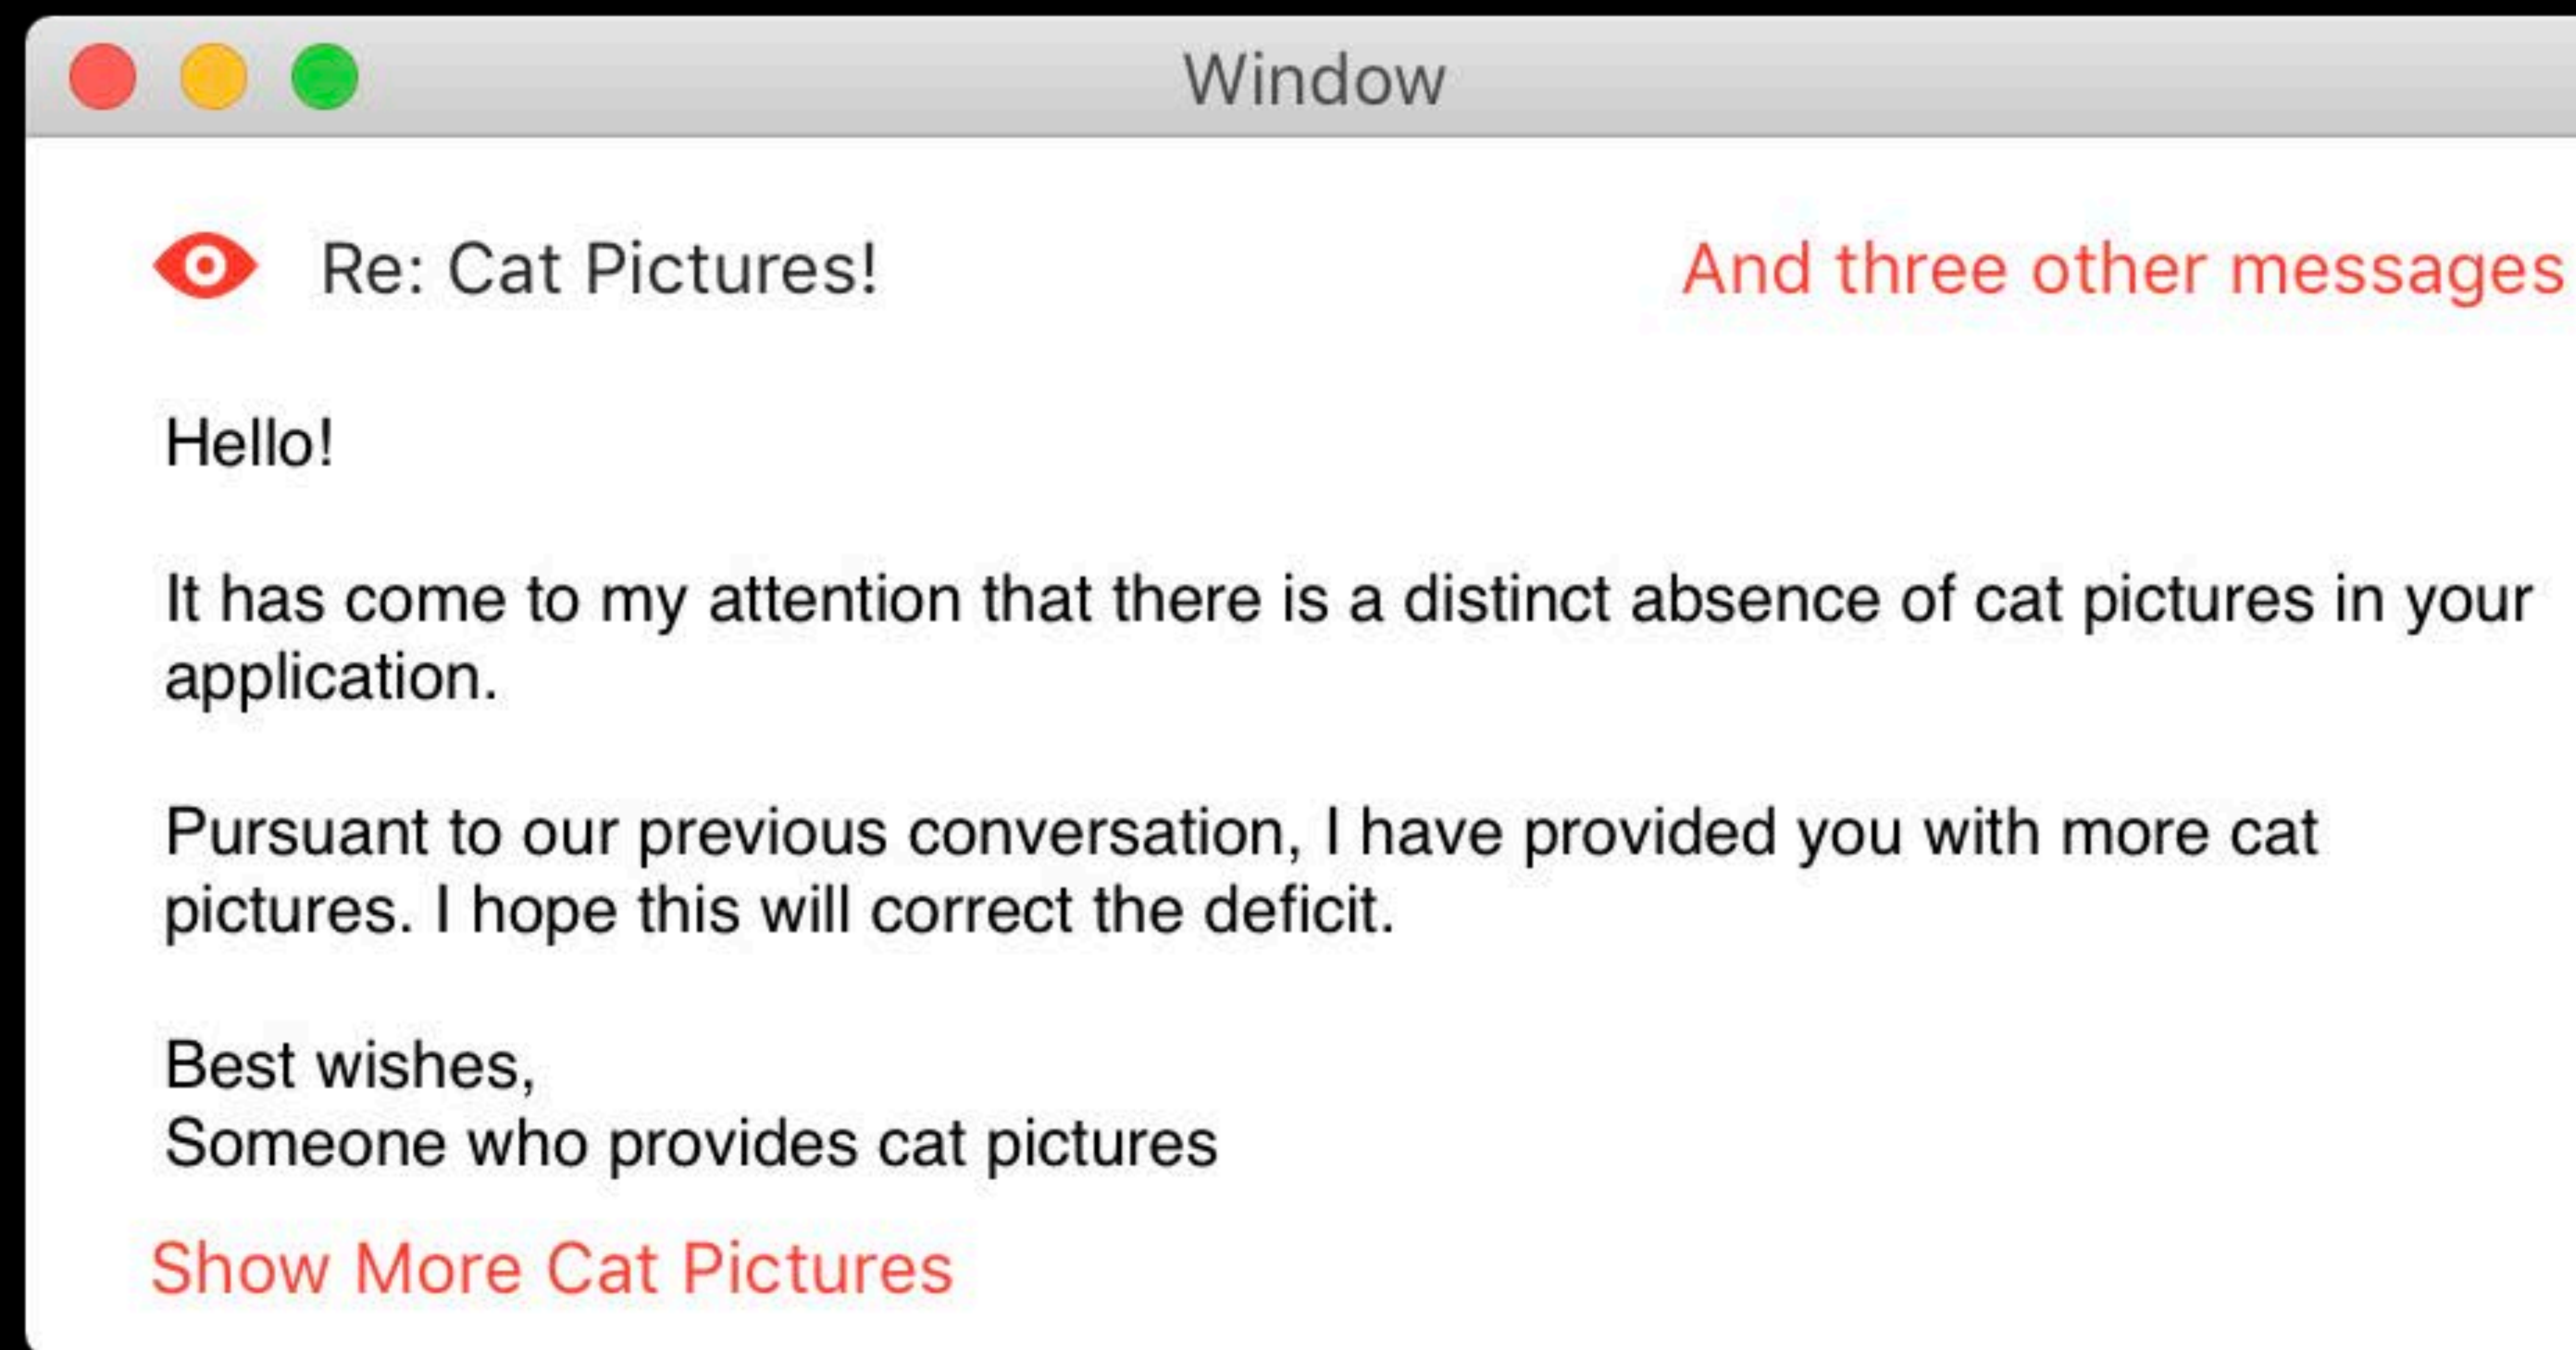 Window
Re: Cat Pictures!
And three other messages
Hello!
It has come to my attention that there is a distinct absence of cat pictures in your
application.
Pursuant to our previous conversation, I have provided you with more cat
pictures. I hope this will correct the deficit.
Best wishes,
Someone who provides cat pictures
Show More Cat Pictures